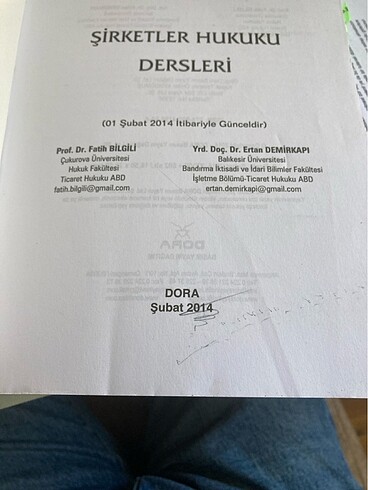 ŞİRKETLER HUKUKU
DERSLERİ
(01 Şubat 2014 İtibariyle Günceldir)
Prof. Dr. Fatih BİLGİLİ
Çukurova Üniversitesi
Hukuk Fakültesi
Ticaret Hukuku ABD
fatih.bilgili@gmail.com
Yrd. Doç. Dr. Ertan DEMİRKAPI
Balıkesir Üniversitesi
Bandırma İktisadi ve İdari Bilimler Fakültesi
İşletme Bölümü-Ticaret Hukuku ABD
ertan.demirkapi@gmail.com
DORA
Şubat 2014